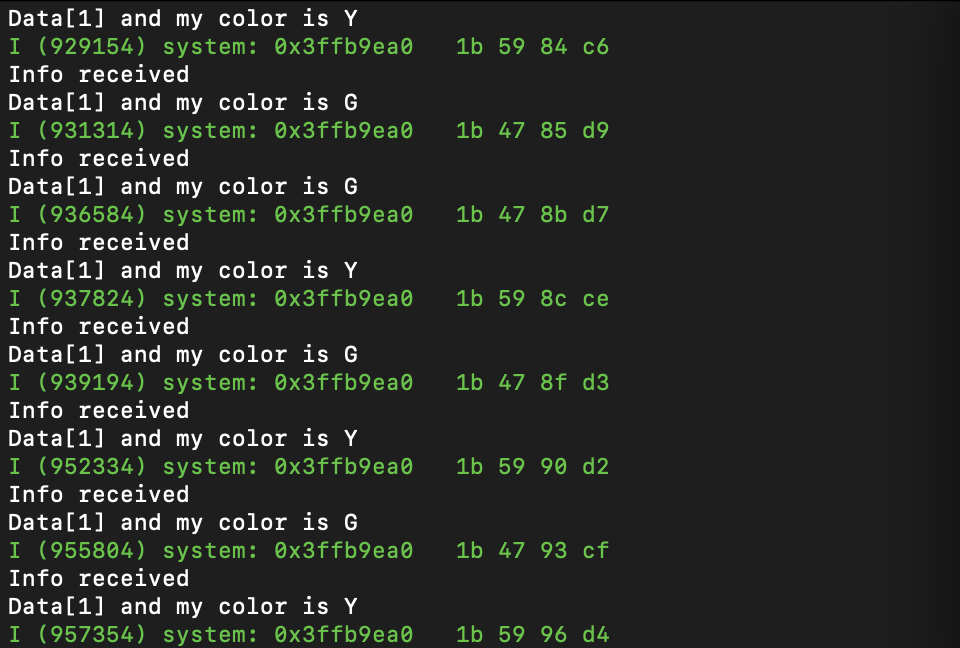 Data[1] and my color is Y
I (929154) system: 0x3ffb9ea0   1b 59 84 c6
Info received
Data[1] and my color is G
I (931314) system: 0x3ffb9ea0   1b 47 85 d9
Info received
Data[1] and my color is G
I (936584) system: 0x3ffb9ea0   1b 47 8b d7
Info received
Data[1] and my color is Y
I (937824) system: 0x3ffb9ea0   1b 59 8c ce
Info received
Data[1] and my color is G
I (939194) system: 0x3ffb9ea0   1b 47 8f d3
Info received
Data[1] and my color is Y
I (952334) system: 0x3ffb9ea0   1b 59 90 d2
Info received
Data[1] and my color is G
I (955804) system: 0x3ffb9ea0   1b 47 93 cf
Info received
Data[1] and my color is Y
I (957354) system: 0x3ffb9ea0   1b 59 96 d4